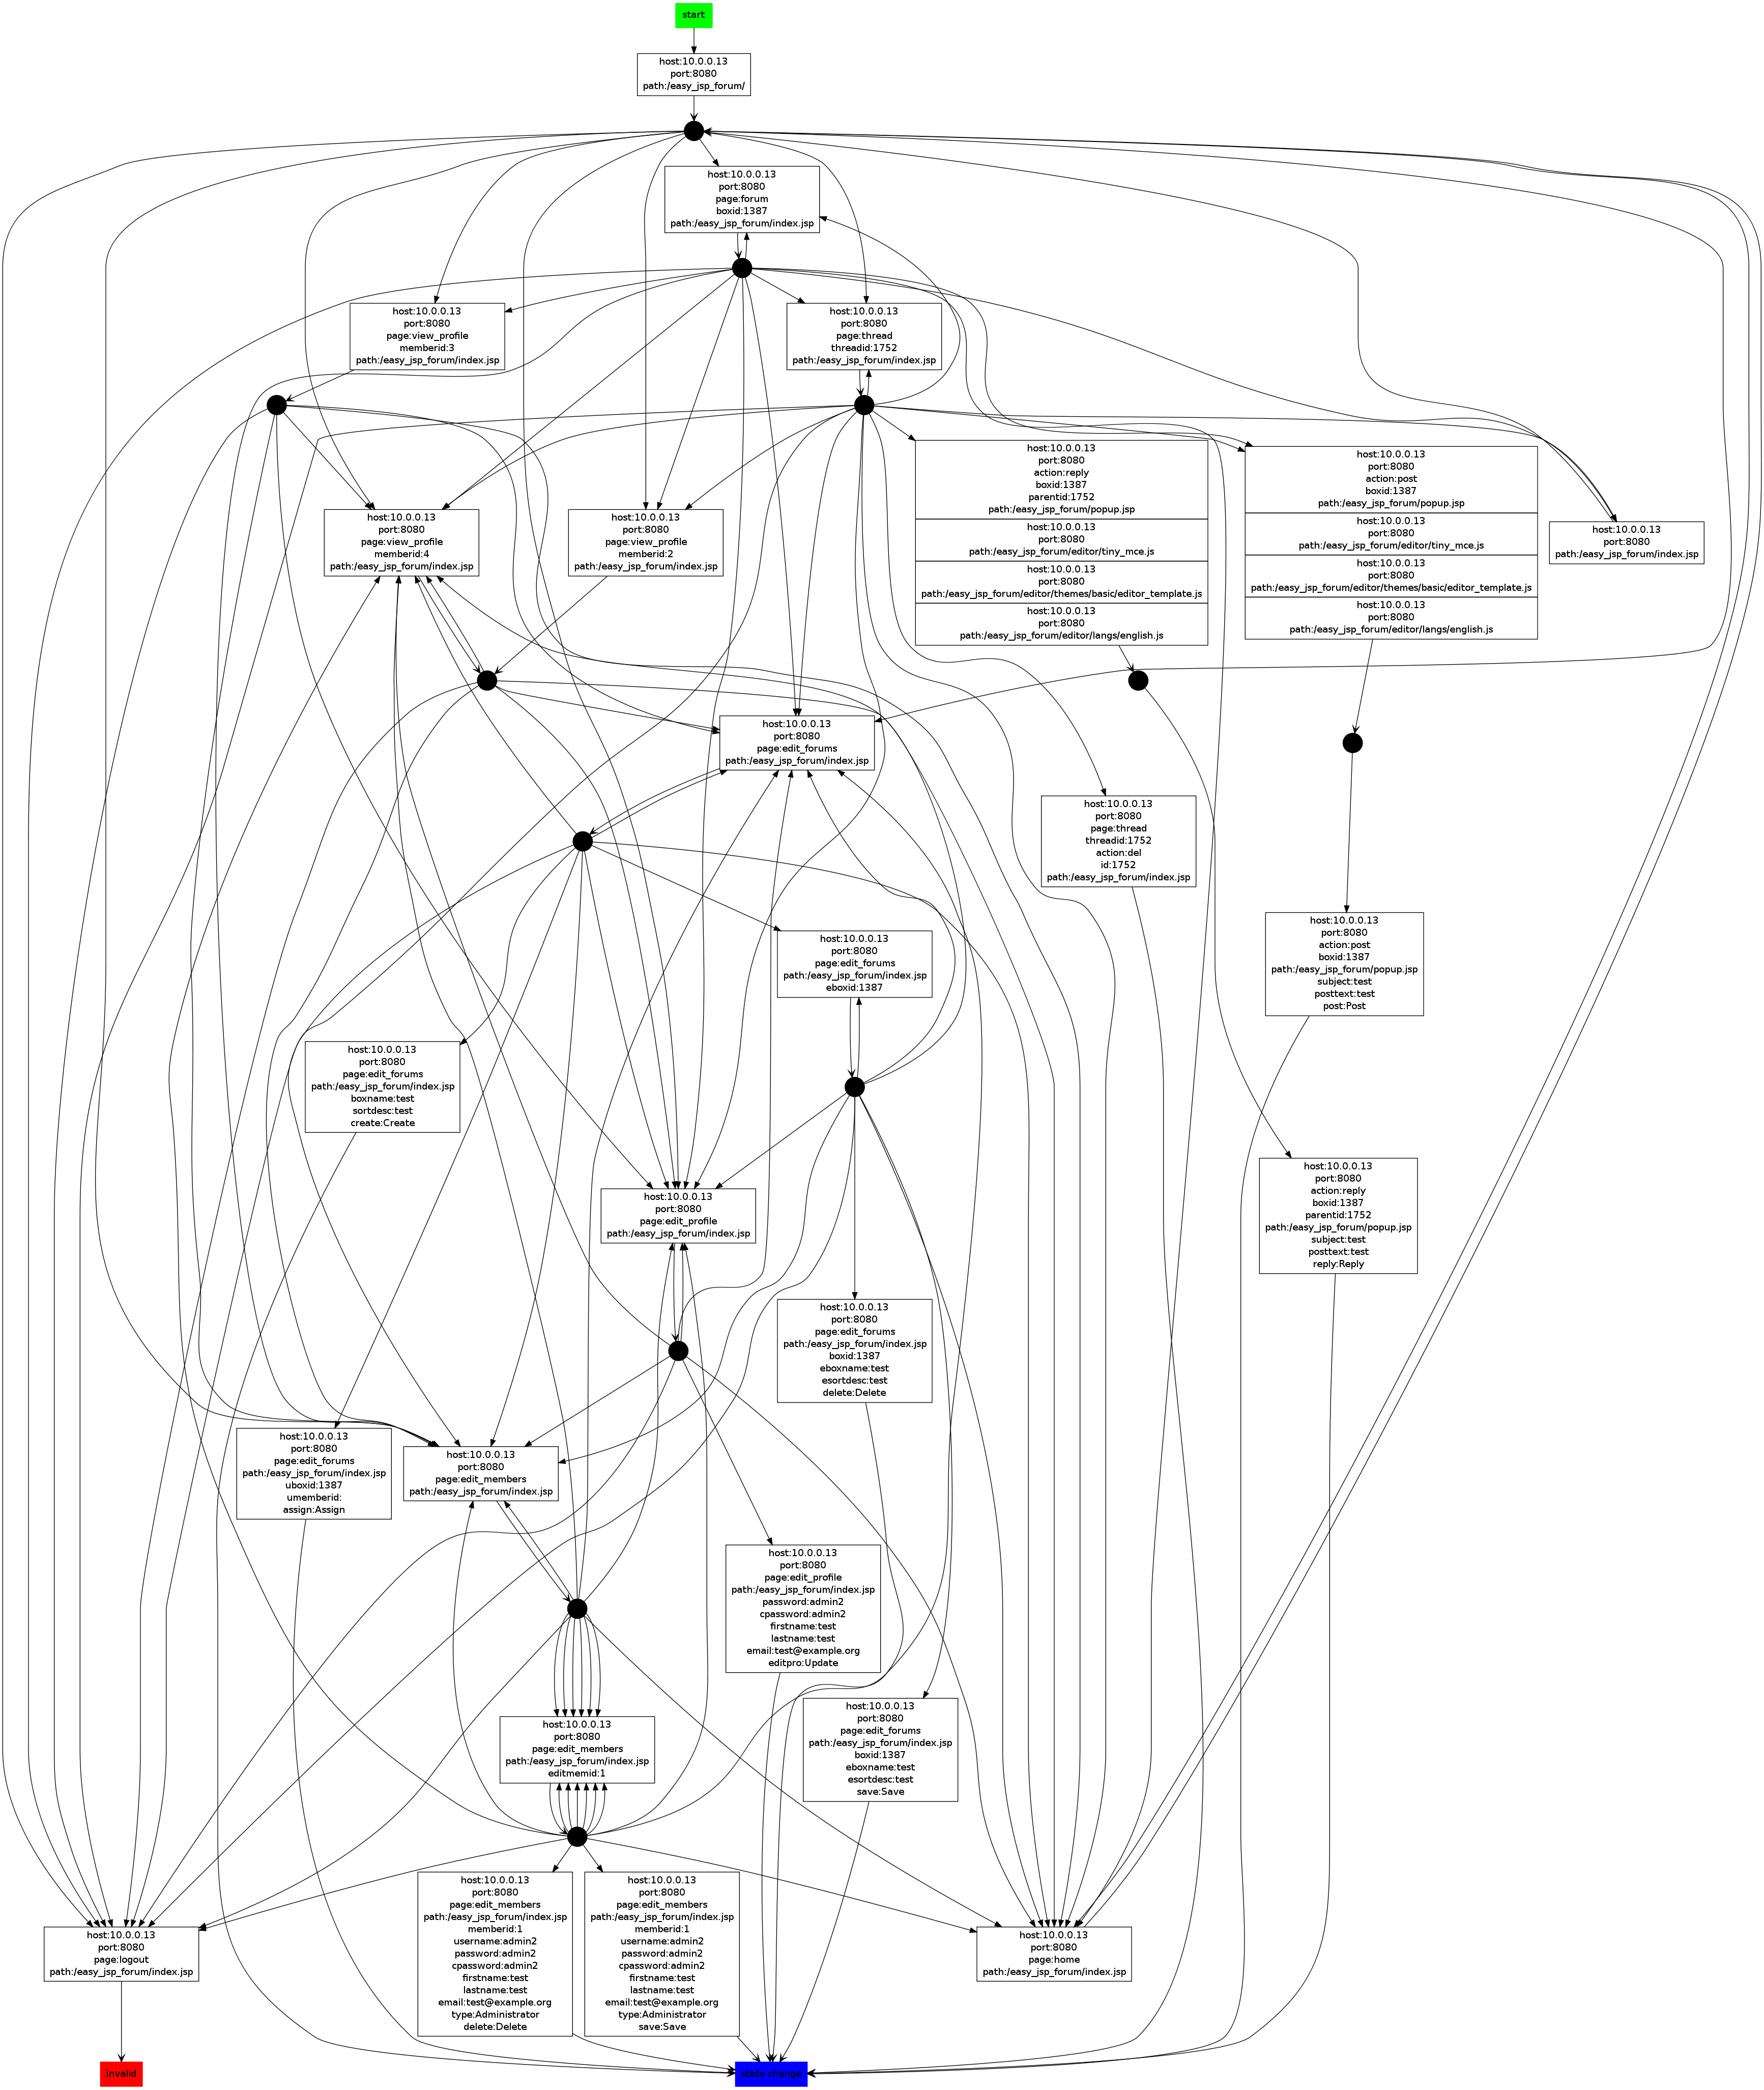 start
host:10.0.0.13
port:8080
path:/easy_jsp_forum/
host:10.0.0.13
port:8080
page:forum
boxid:1387
path:/easy_jsp_forum/index.jsp
host:10.0.0.13
port:8080
page:view_profile
memberid:3
path:/easy_jsp_forum/index.jsp
host:10.0.0.13
port:8080
page:thread
threadid:1752
path:/easy_jsp_forum/index.jsp
host:10.0.0.13
port:8080
page:view_profile
memberid:4
path:/easy_jsp_forum/index.jsp
host:10.0.0.13
port:8080
page:view_profile
memberid:2
path:/easy_jsp_forum/index.jsp
host:10.0.0.13
port:8080
action:reply
boxid:1387
parentid:1752
path:/easy_jsp_forum/popup.jsp
host:10.0.0.13
port:8080
path:/easy_jsp_forum/editor/tiny_mce.js
host:10.0.0.13
port:8080
path:/easy_jsp_forum/editor/themes/basic/editor_template.js
host:10.0.0.13
port:8080
path:/easy_jsp_forum/editor/langs/english.js
host:10.0.0.13
port:8080
action:post
boxid:1387
path:/easy_jsp_forum/popup.jsp
host:10.0.0.13
port:8080
path:/easy_jsp_forum/editor/tiny_mce.js
host:10.0.0.13
port:8080
path:/easy_jsp_forum/editor/themes/basic/editor_template.js
host:10.0.0.13
port:8080
path:/easy_jsp_forum/editor/langs/english.js
host:10.0.0.13
port:8080
path:/easy_jsp_forum/index.jsp
host:10.0.0.13
port:8080
page:edit_forums
path:/easy_jsp_forum/index.jsp
host:10.0.0.13
port:8080
page:thread
threadid:1752
action:del
id:1752
path:/easy_jsp_forum/index.jsp
host:10.0.0.13
port:8080
action:post
boxid:1387
path:/easy_jsp_forum/popup.jsp
subject:test
posttext:test
post:Post
host:10.0.0.13
port:8080
page:edit_forums
path:/easy_jsp_forum/index.jsp
eboxid:1387
host:10.0.0.13
port:8080
page:edit_forums
path:/easy_jsp_forum/index.jsp
boxname:test
sortdesc:test
create:Create
host:10.0.0.13
port:8080
action:reply
boxid:1387
parentid:1752
path:/easy_jsp_forum/popup.jsp
subject:test
posttext:test
reply:Reply
host:10.0.0.13
port:8080
page:edit_profile
path:/easy_jsp_forum/index.jsp
host:10.0.0.13
port:8080
page:edit_forums
path:/easy_jsp_forum/index.jsp
boxid:1387
eboxname:test
esortdesc:test
delete:Delete
host:10.0.0.13
port:8080
page:edit_forums
path:/easy_jsp_forum/index.jsp
uboxid:1387
umemberid:
assign:Assign
host:10.0.0.13
port:8080
page:edit_members
path:/easy_jsp_forum/index.jsp
host:10.0.0.13
port:8080
page:edit_profile
path:/easy_jsp_forum/index.jsp
password:admin2
cpassword:admin2
firstname:test
lastname:test
email:test@example.org
editpro:Update
host:10.0.0.13
port:8080
page:edit_forums
path:/easy_jsp_forum/index.jsp
boxid:1387
eboxname:test
esortdesc:test
save:Save
host:10.0.0.13
port:8080
page:edit_members
path:/easy_jsp_forum/index.jsp
editmemid:1
host:10.0.0.13
port:8080
page:logout
path:/easy_jsp_forum/index.jsp
host:10.0.0.13
port:8080
page:edit_members
path:/easy_jsp_forum/index.jsp
memberid:1
username:admin2
password:admin2
cpassword:admin2
firstname:test
lastname:test
email:test@example.org
type:Administrator
delete:Delete
host:10.0.0.13
port:8080
page:edit_members
path:/easy_jsp_forum/index.jsp
memberid:1
username:admin2
password:admin2
cpassword:admin2
firstname:test
lastname:test
email:test@example.org
type:Administrator
save:Save
host:10.0.0.13
port:8080
page:home
path:/easy_jsp_forum/index.jsp
invalid
state change